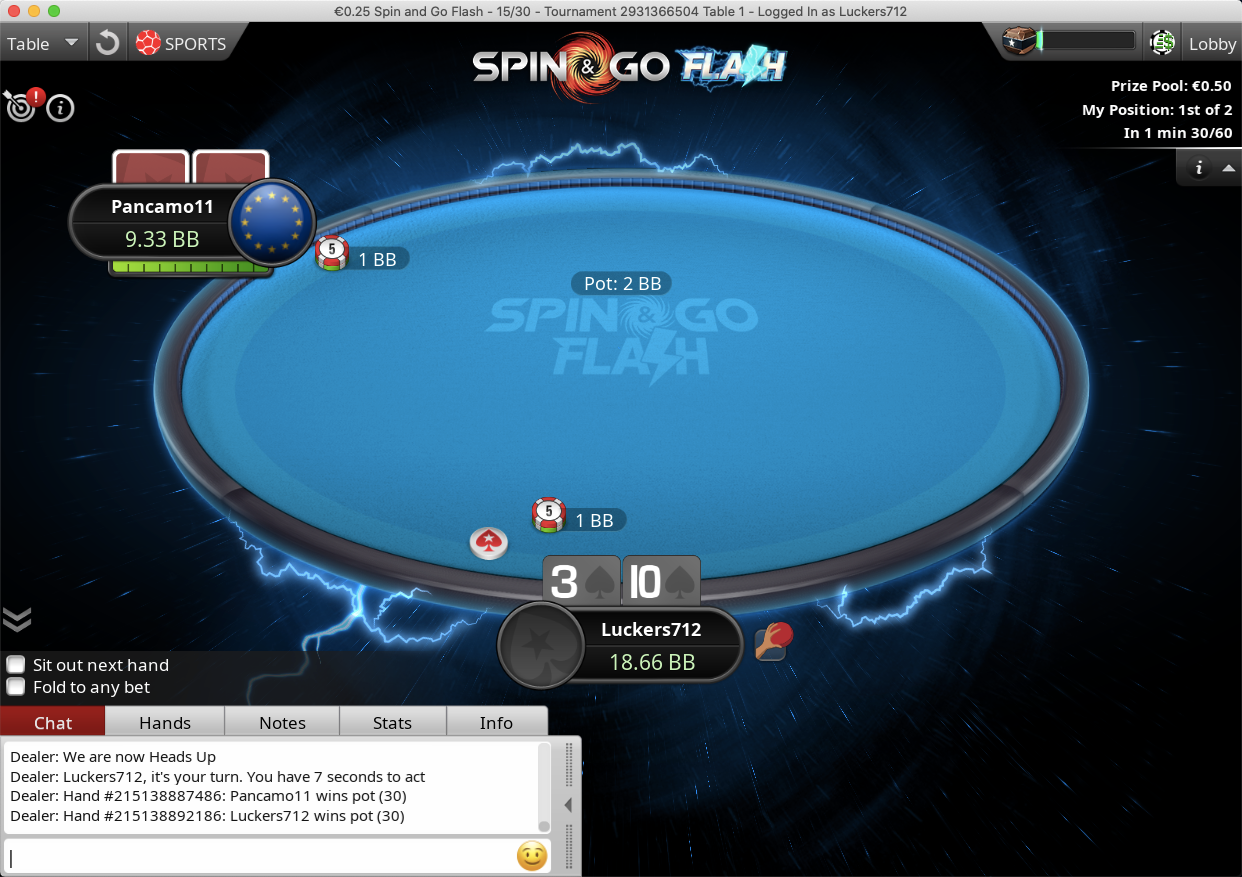 €0.25 Spin and Go Flash - 15/30 - Tournament 2931366504 Table 1 - Logged In as Luckers712
Table
SPORTS
SPIN&GO FLASH
Lobby
Prize Pool: €0.50
My Position: 1st of 2
In 1 min 30/60
!
i
i
Pancamo11
9.33 BB
5
1 BB
Pot: 2 BB
SPIN&GO
FLASH
5
1 BB
3
10
Luckers712
18.66 BB
Sit out next hand
Fold to any bet
Chat
Hands
Notes
Stats
Info
Dealer: We are now Heads Up
Dealer: Luckers712, it's your turn. You have 7 seconds to act
Dealer: Hand #215138887486: Pancamo11 wins pot (30)
Dealer: Hand #215138892186: Luckers712 wins pot (30)